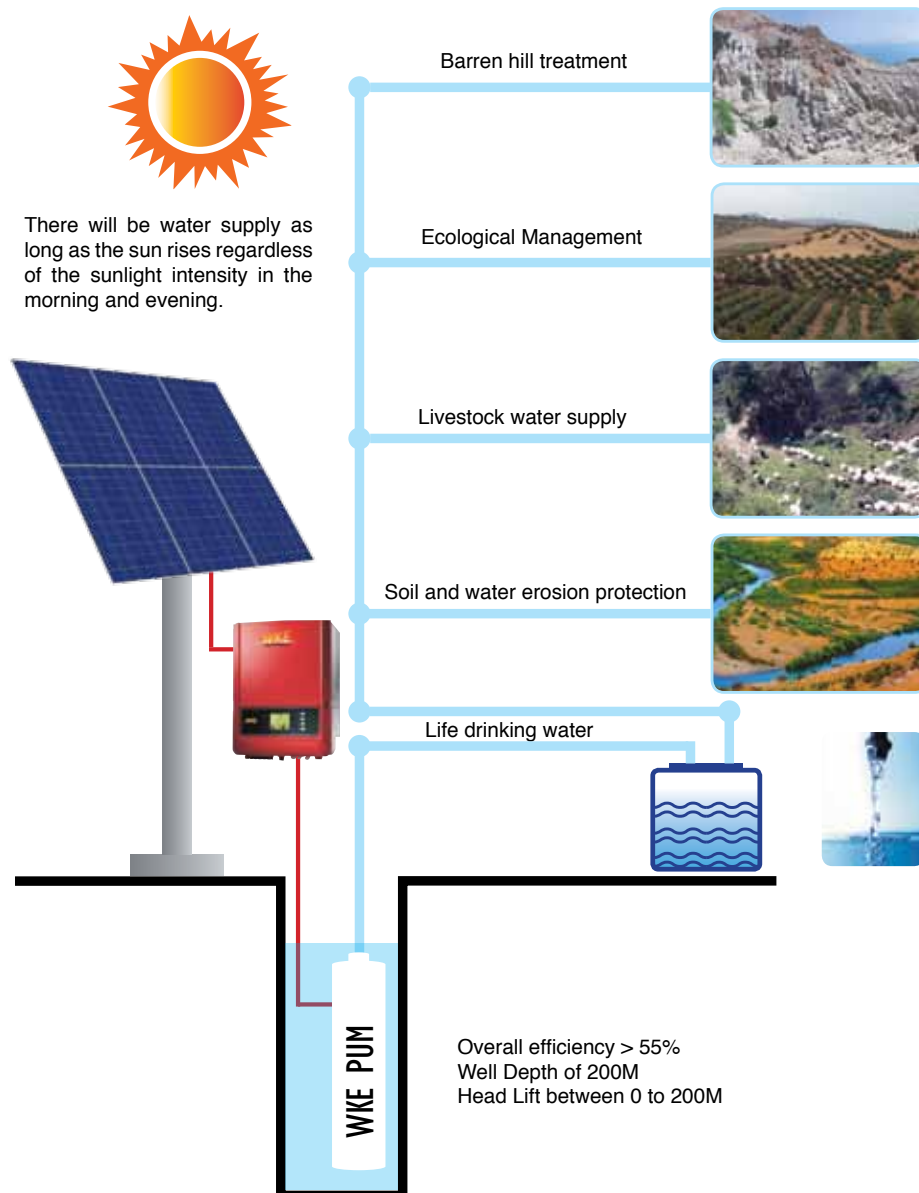 Barren hill treatment
There will be water supply as
long as the sun rises regardless
of the sunlight intensity in the
morning and evening.
Ecological Management
Livestock water supply
Soil and water erosion protection
WKE
Life drinking water
WKE PUM
Overall efficiency > 55%
Well Depth of 200M
Head Lift between 0 to 200M